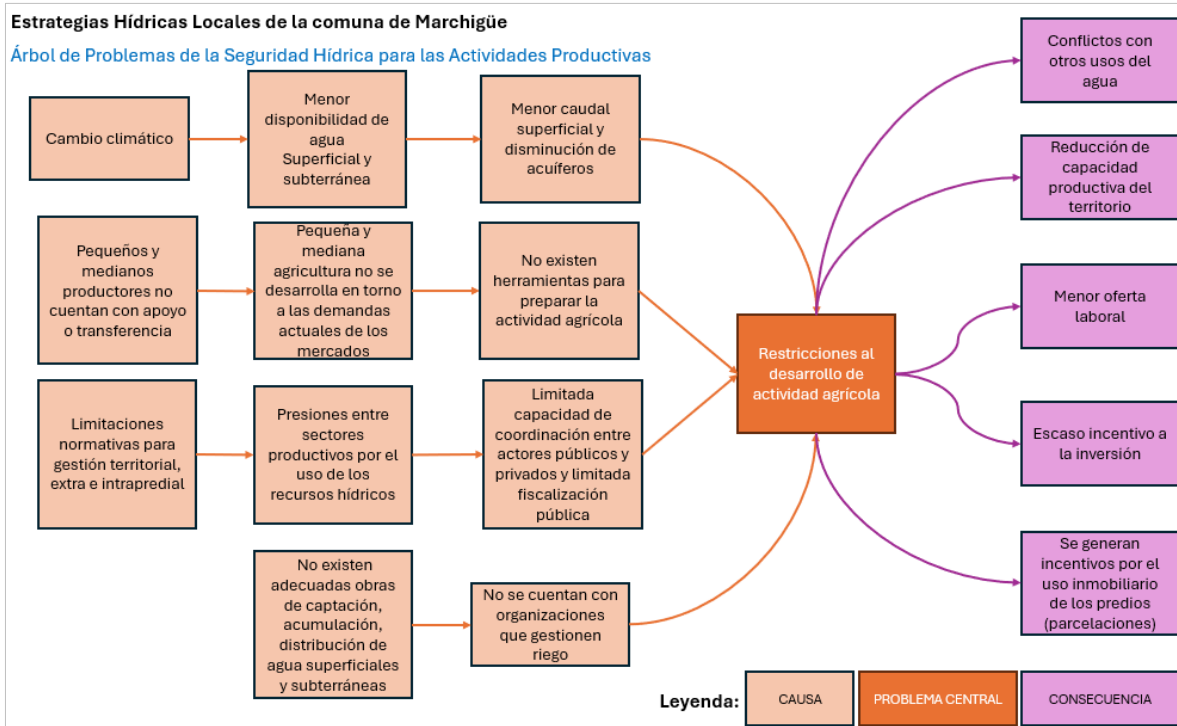 Estrategias Hídricas Locales de la comuna de Marchigüe
Árbol de Problemas de la Seguridad Hídrica para las Actividades Productivas
Cambio climático
Menor
disponibilidad de
agua
Superficial y
subterránea
Menor caudal
superficial y
disminución de
acuíferos
Pequeños y
medianos
productores no
cuentan con apoyo
o transferencia
Pequeña y
mediana
agricultura no se
desarrolla en torno
a las demandas
actuales de los
mercados
No existen
herramientas para
preparar la
actividad agrícola
Limitaciones
normativas para
gestión territorial,
extra e intrapredial
Presiones entre
sectores
productivos por el
uso de los
recursos hídricos
Limitada
capacidad de
coordinación entre
actores públicos y
privados y limitada
fiscalización
pública
No existen
adecuadas obras
de captación,
acumulación,
distribución de
agua superficiales
y subterráneas
No se cuentan con
organizaciones
que gestionen
riego
Restricciones al
desarrollo de
actividad agrícola
Conflictos con
otros usos del
agua
Reducción de
capacidad
productiva del
territorio
Menor oferta
laboral
Escaso incentivo a
la inversión
Se generan
incentivos por el
uso inmobiliario
de los predios
(parcelaciones)
Leyenda:
CAUSA
PROBLEMA CENTRAL
CONSECUENCIA